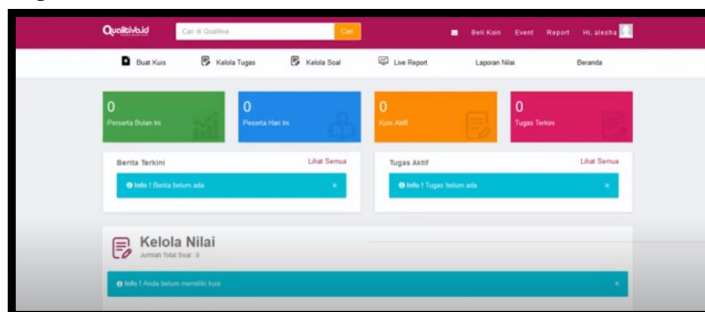 Qualitiva.id
Cari di Qualitiva
Cari
Beli Koin Event Report Hi, alesha
Buat Kuis Kelola Tugas Kelola Soal Live Report Laporan Nilai Beranda
0 0 0 0
Perserta Bulan Ini Peserta Hari Ini Kuis Aktif Tugas Terkini
Berita Terkini Lihat Semua Tugas Aktif Lihat Semua
Info ! Berita belum ada × Info ! Tugas belum ada ×
Kelola Nilai
Jumlah Total Soal : 0
Info ! Anda belum memiliki kuis ×